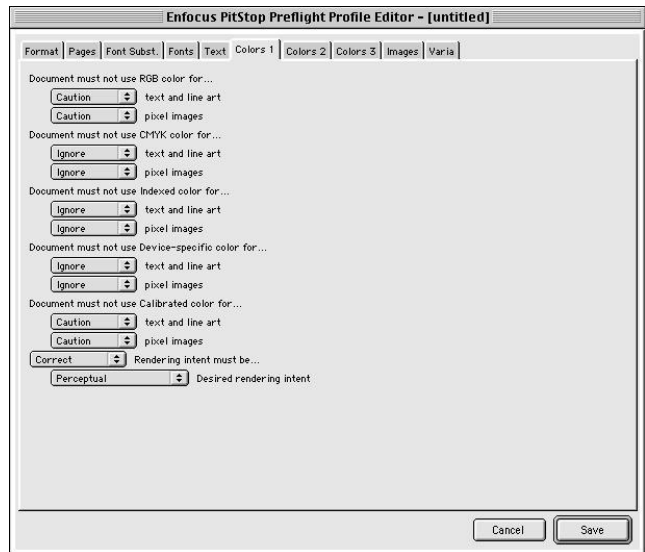 Enfocus PitStop Preflight Profile Editor - [untitled]
Format Pages Font Subst. Fonts Text Colors 1 Colors 2 Colors 3 Images Varia
Document must not use RGB color for...
Caution text and line art
Caution pixel images
Document must not use CMYK color for...
Ignore text and line art
Ignore pixel images
Document must not use Indexed color for...
Ignore text and line art
Ignore pixel images
Document must not use Device-specific color for...
Ignore text and line art
Ignore pixel images
Document must not use Calibrated color for...
Caution text and line art
Caution pixel images
Correct Rendering intent must be...
Perceptual Desired rendering intent
Cancel Save